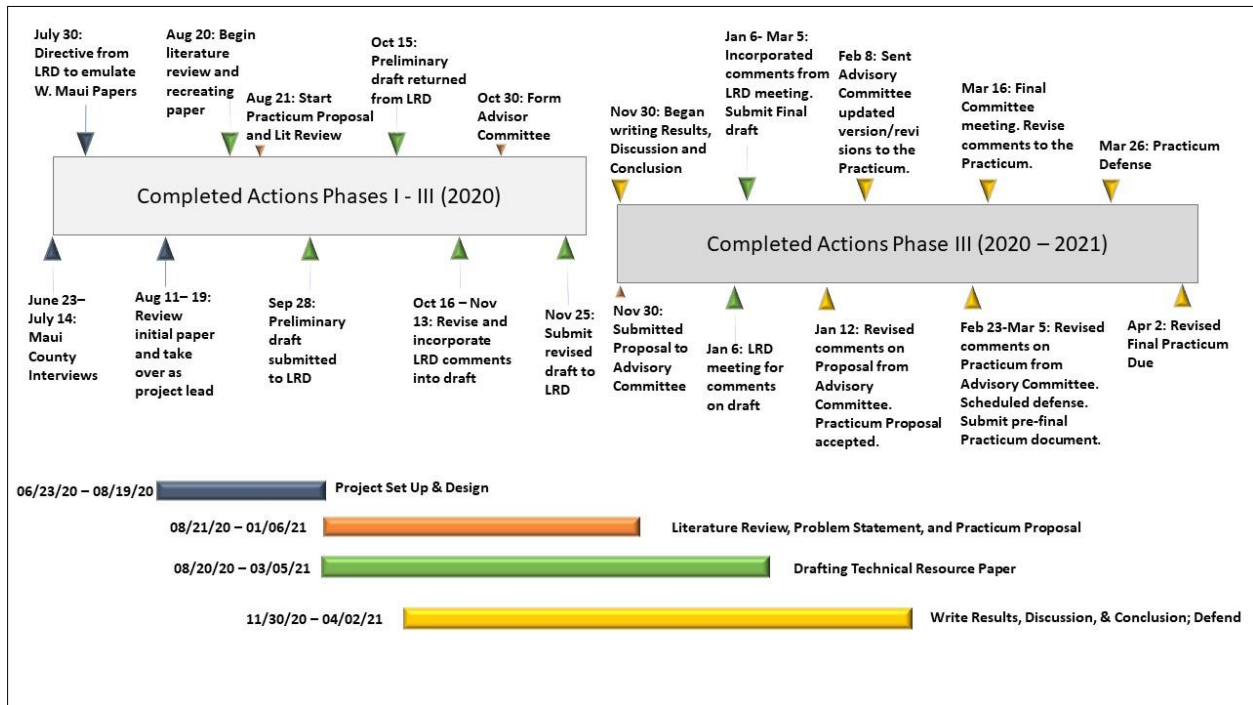 July 30:
Directive from
LRD to emulate
W. Maui Papers
Aug 20: Begin
literature
review and
recreating
paper
Aug 21: Start
Practicum Proposal
and Lit Review
Oct 15:
Preliminary
draft returned
from LRD
Oct 30: Form
Advisor
Committee
Completed Actions Phases I - III (2020)
June 23–
July 14: Maui
County
Interviews
Aug 11– 19:
Review
initial paper
and take
over as
project lead
Sep 28:
Preliminary
draft
submitted
to LRD
Oct 16 – Nov
13: Revise and
incorporate
LRD comments
into draft
Nov 25: Submit
revised
draft to
LRD
Nov 30: Began
writing Results,
Discussion and
Conclusion
Jan 6- Mar 5:
Incorporated
comments from
LRD meeting.
Submit Final
draft
Feb 8: Sent
Advisory
Committee
updated
version/revi
sions to the
Practicum.
Mar 16: Final
Committee
meeting. Revise
comments to the
Practicum.
Mar 26: Practicum
Defense
Completed Actions Phase III (2020 – 2021)
Nov 30:
Submitted
Proposal to
Advisory
Committee
Jan 6: LRD
meeting for
comments
on draft
Jan 12: Revised
comments on
Proposal from
Advisory
Committee.
Practicum Proposal
accepted.
Feb 23-Mar 5: Revised
comments on
Practicum from
Advisory Committee.
Scheduled defense.
Submit pre-final
Practicum document.
Apr 2: Revised
Final Practicum
Due
06/23/20 – 08/19/20
Project Set Up & Design
08/21/20 – 01/06/21
Literature Review, Problem Statement, and Practicum Proposal
08/20/20 – 03/05/21
Drafting Technical Resource Paper
11/30/20 – 04/02/21
Write Results, Discussion, & Conclusion; Defend